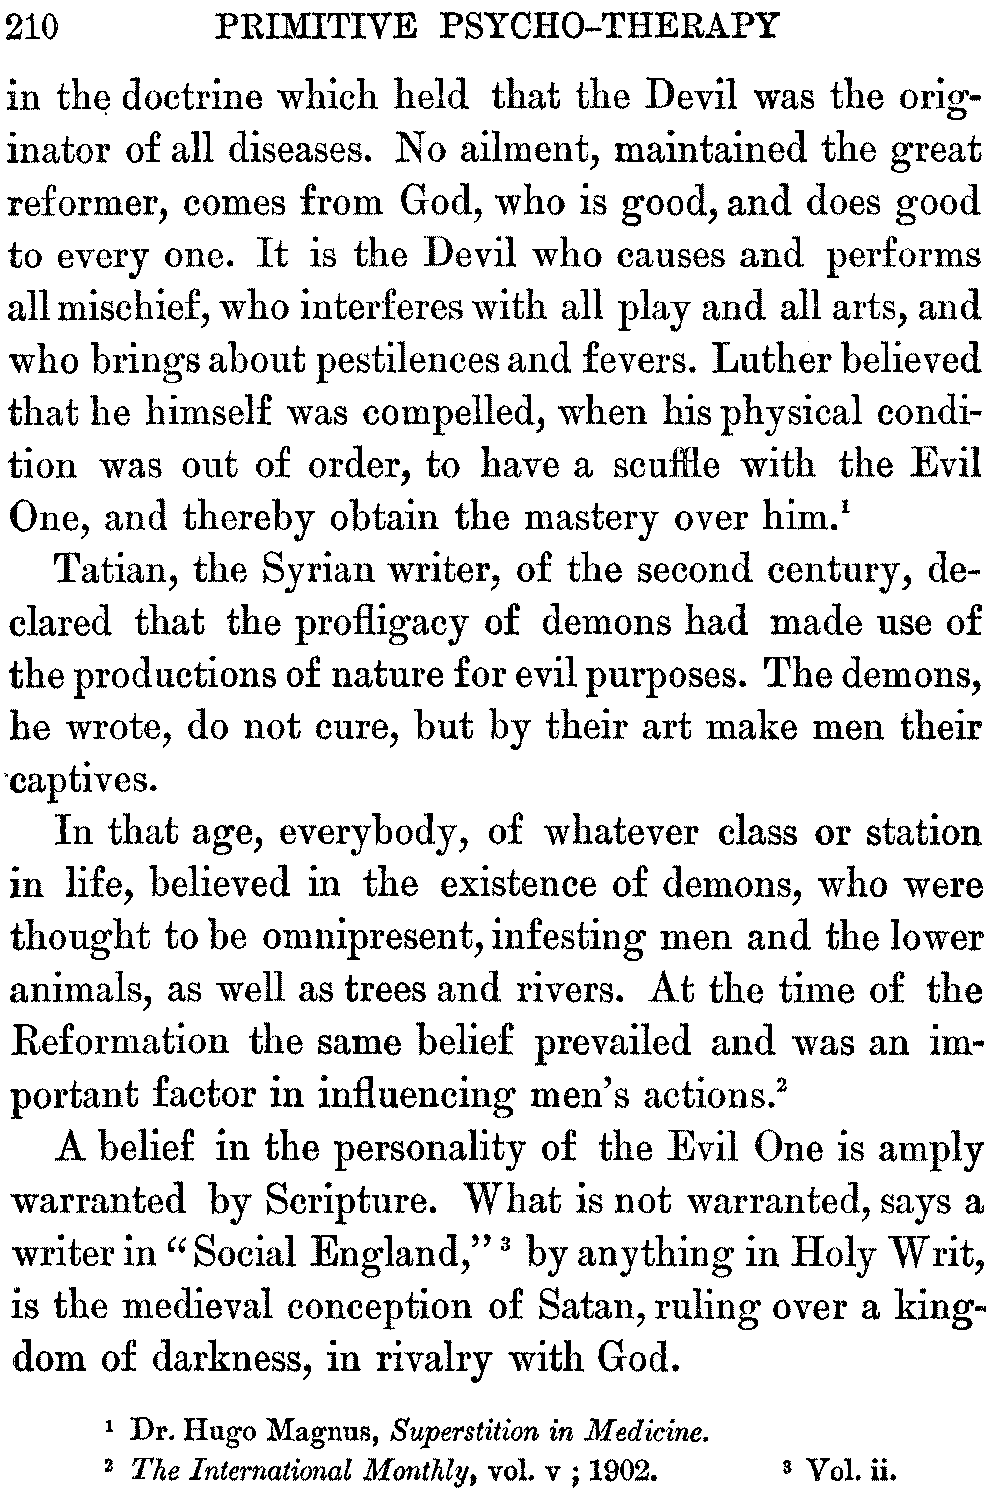 210 PRIMITIVE PSYCHO-THERAPY
in the doctrine which held that the Devil was the orig-
inator of all diseases. No ailment, maintained the great
reformer, comes from God, who is good, and does good
to every one. It is the Devil who causes and performs
all mischief, who interferes with all play and all arts, and
who brings about pestilences and fevers. Luther believed
that he himself was compelled, when his physical condi-
tion was out of order, to have a scuffle with the Evil
One, and thereby obtain the mastery over him.¹
Tatian, the Syrian writer, of the second century, de-
clared that the profligacy of demons had made use of
the productions of nature for evil purposes. The demons,
he wrote, do not cure, but by their art make men their
captives.
In that age, everybody, of whatever class or station
in life, believed in the existence of demons, who were
thought to be omnipresent, infesting men and the lower
animals, as well as trees and rivers. At the time of the
Reformation the same belief prevailed and was an im-
portant factor in influencing men's actions.²
A belief in the personality of the Evil One is amply
warranted by Scripture. What is not warranted, says a
writer in "Social England," ³ by anything in Holy Writ,
is the medieval conception of Satan, ruling over a king-
dom of darkness, in rivalry with God.
¹ Dr. Hugo Magnus, Superstition in Medicine.
² The International Monthly, vol. v ; 1902. ³ Vol. ii.